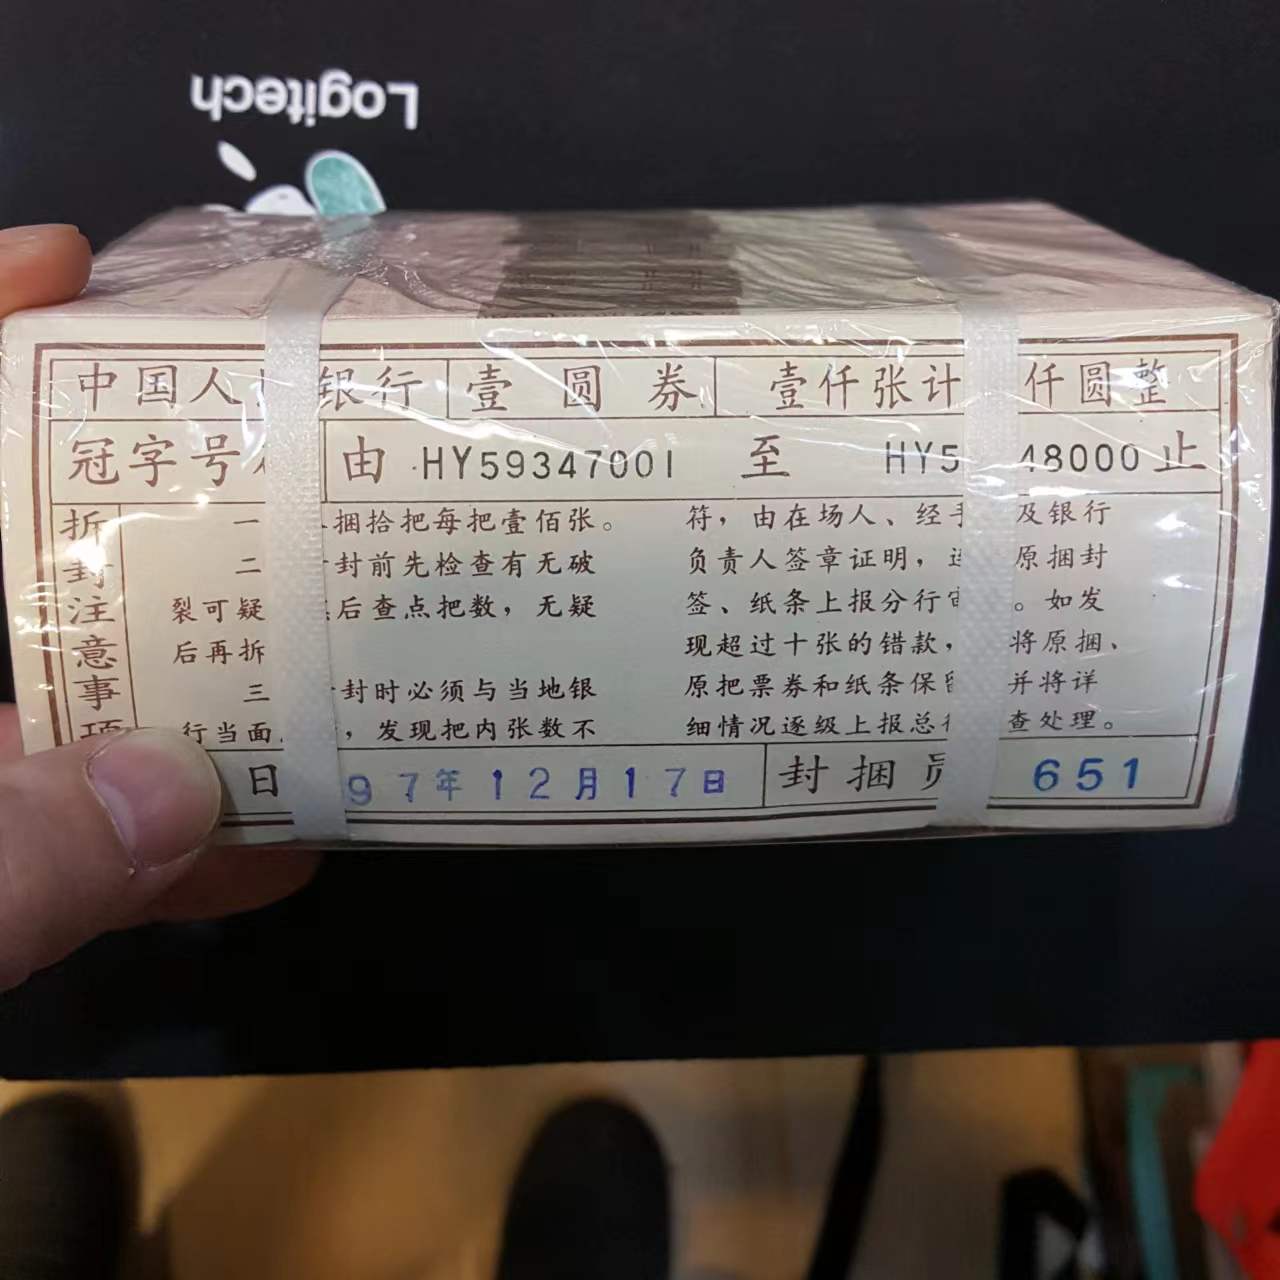 Logitech
中国人 银行 壹圆券 壹仟张计 仟圆整
冠字号 由 HY59347001 至 HY5 48000 止
折封注意事项
一 捆拾把每把壹佰张。
二 封前先检查有无破
裂可疑 后查点把数，无疑
后再拆
三 封时必须与当地银
行当面 ，发现把内张数不
符，由在场人、经手 及银行
负责人签章证明，连 原捆封
签、纸条上报分行 。如发
现超过十张的错款， 将原捆、
原把票券和纸条保留 并将详
细情况逐级上报总行 查处理。
日 97年12月17日 封捆员 651